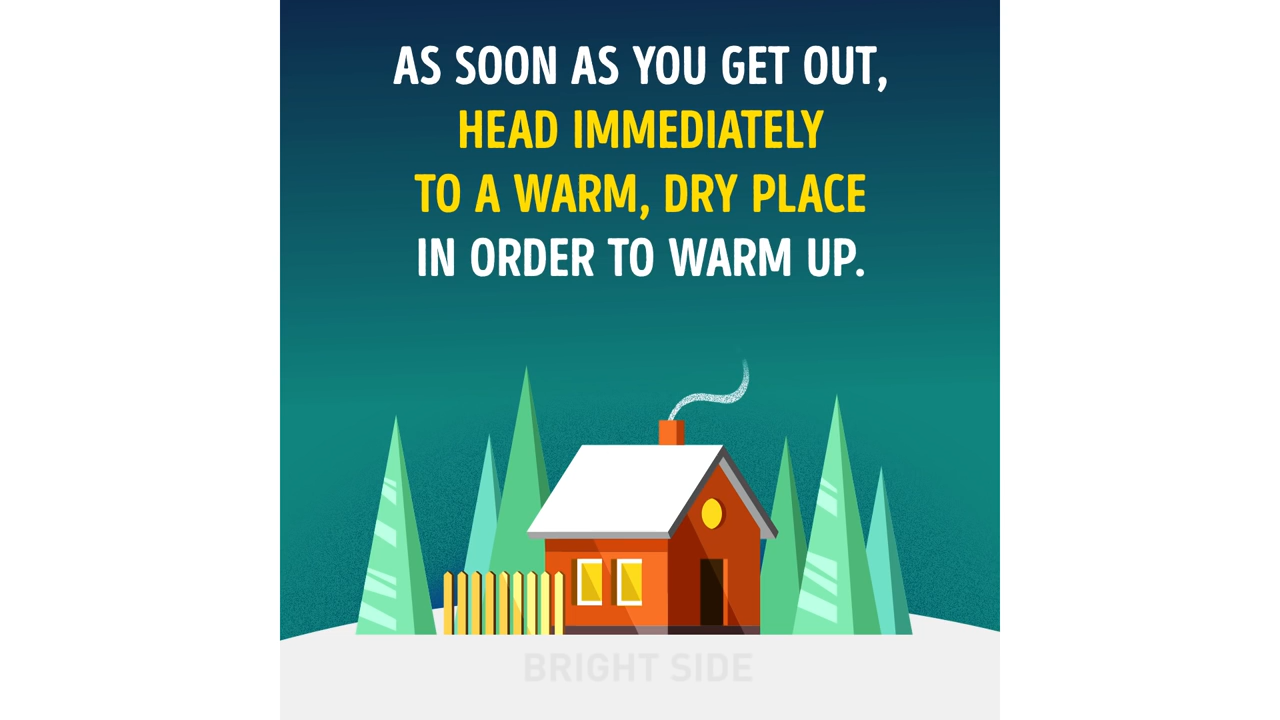 AS SOON AS YOU GET OUT,
HEAD IMMEDIATELY
TO A WARM, DRY PLACE
IN ORDER TO WARM UP.
BRIGHT SIDE